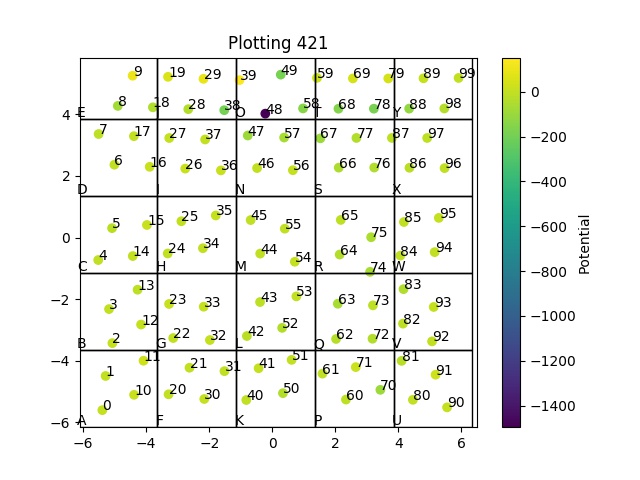 Plotting 421
9 19 29 39 49 59 69 79 89 99
8 18 28 38 48 58 68 78 88 98
E J O T Y
7 17 27 37 47 57 67 77 87 97
6 16 26 36 46 56 66 76 86 96
D I N S X
5 15 25 35 45 55 65 75 85 95
4 14 24 34 44 54 64 74 84 94
C H M R W
3 13 23 33 43 53 63 73 83 93
2 12 22 32 42 52 62 72 82 92
B G L Q V
1 11 21 31 41 51 61 71 81 91
0 10 20 30 40 50 60 70 80 90
A F K P U
4
2
0
−2
−4
−6
−6 −4 −2 0 2 4 6
0
−200
−400
−600
−800
−1000
−1200
−1400
Potential